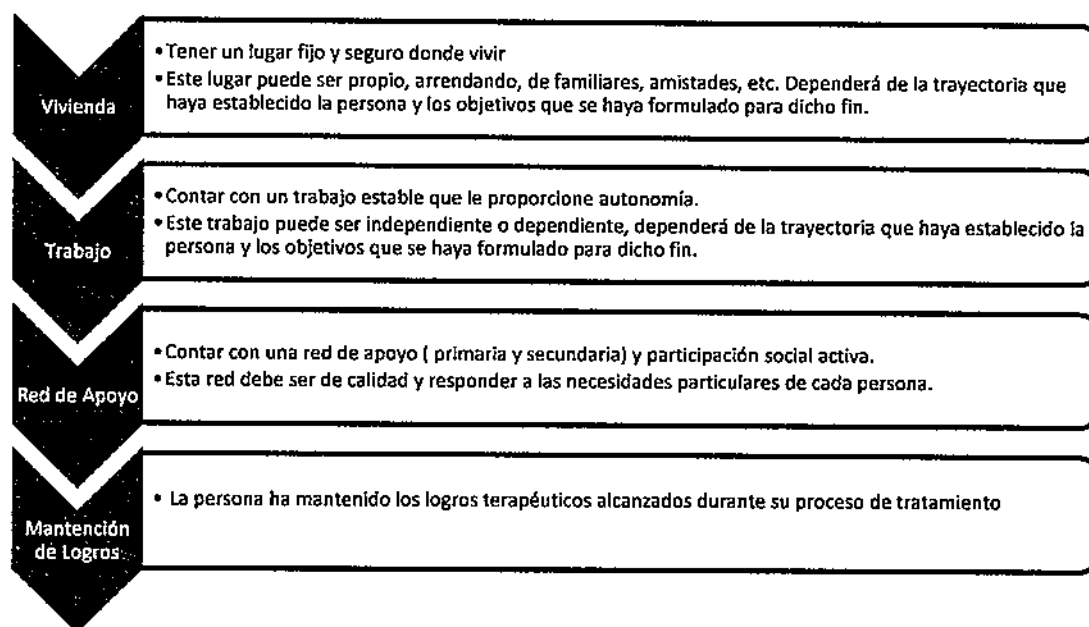 Vivienda
• Tener un lugar fijo y seguro donde vivir
• Este lugar puede ser propio, arrendando, de familiares, amistades, etc. Dependerá de la trayectoria que
haya establecido la persona y los objetivos que se haya formulado para dicho fin.
Trabajo
• Contar con un trabajo estable que le proporcione autonomía.
• Este trabajo puede ser independiente o dependiente, dependerá de la trayectoria que haya establecido la
persona y los objetivos que se haya formulado para dicho fin.
Red de Apoyo
• Contar con una red de apoyo ( primaria y secundaria) y participación social activa.
• Esta red debe ser de calidad y responder a las necesidades particulares de cada persona.
Mantención
de Logros
• La persona ha mantenido los logros terapéuticos alcanzados durante su proceso de tratamiento